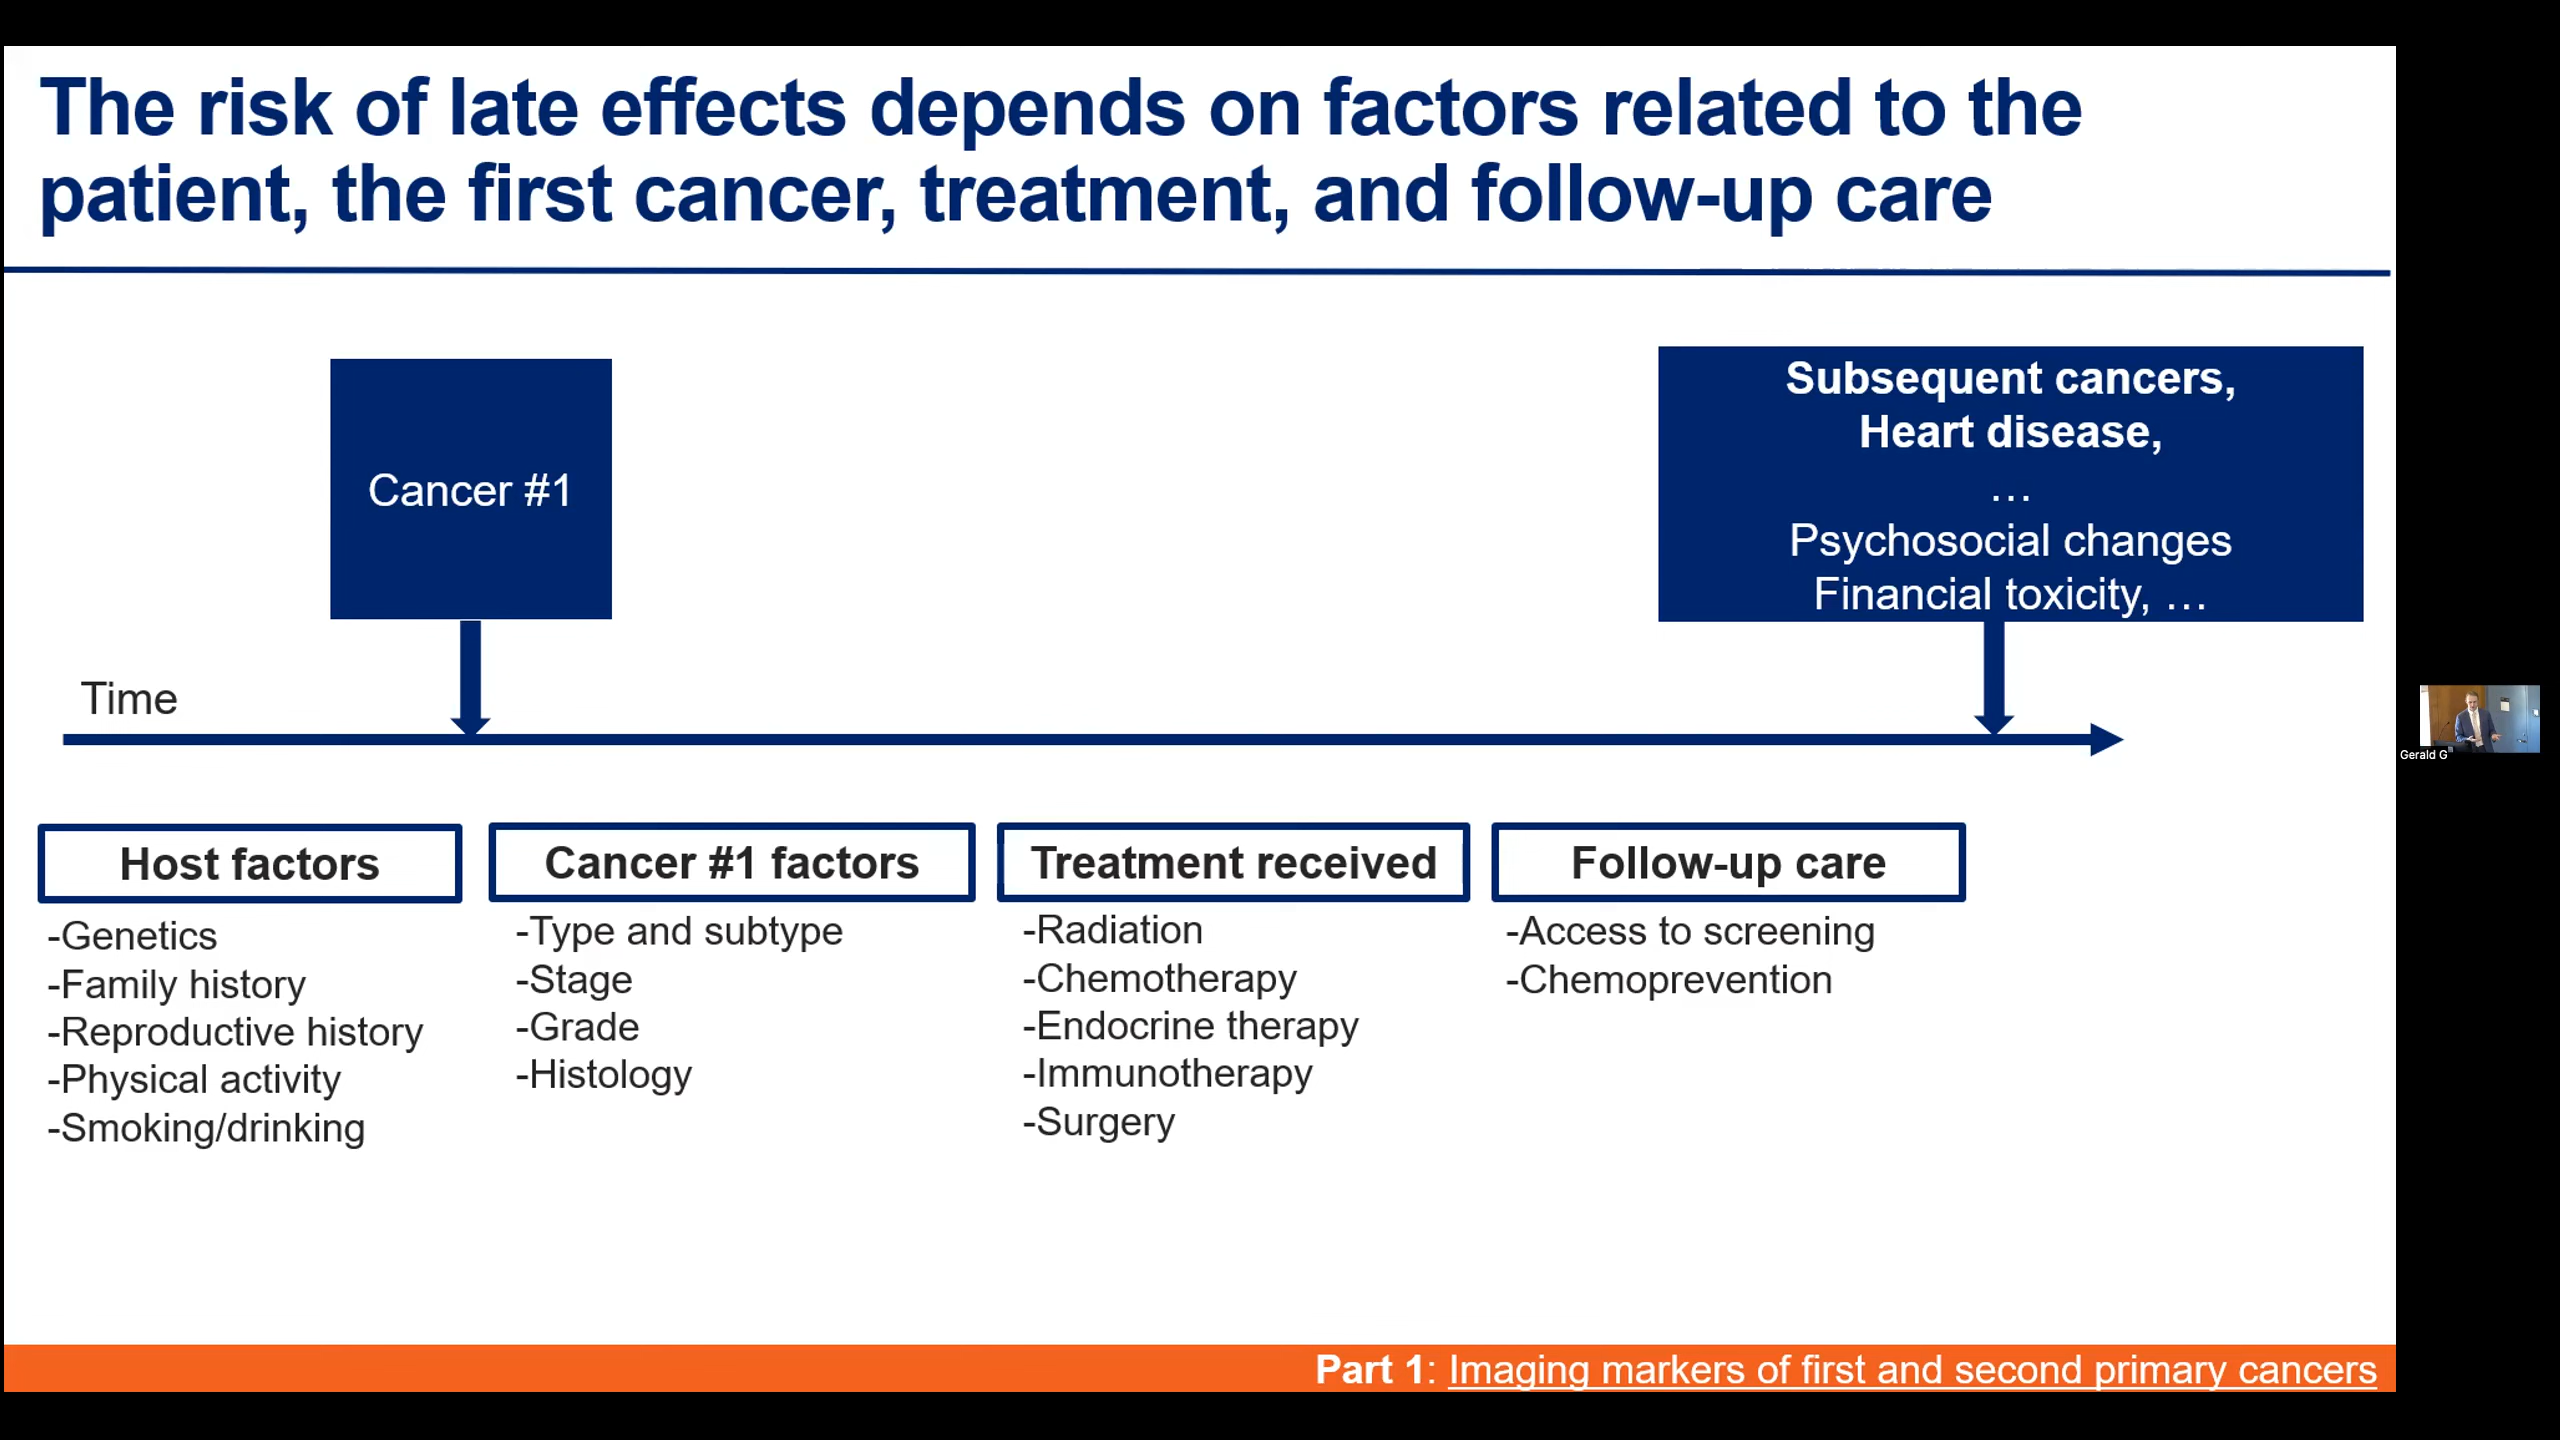 The risk of late effects depends on factors related to the
patient, the first cancer, treatment, and follow-up care
Cancer #1
Subsequent cancers,
Heart disease,
…
Psychosocial changes
Financial toxicity, …
Time
Host factors
-Genetics
-Family history
-Reproductive history
-Physical activity
-Smoking/drinking
Cancer #1 factors
-Type and subtype
-Stage
-Grade
-Histology
Treatment received
-Radiation
-Chemotherapy
-Endocrine therapy
-Immunotherapy
-Surgery
Follow-up care
-Access to screening
-Chemoprevention
Part 1: Imaging markers of first and second primary cancers
Gerald G